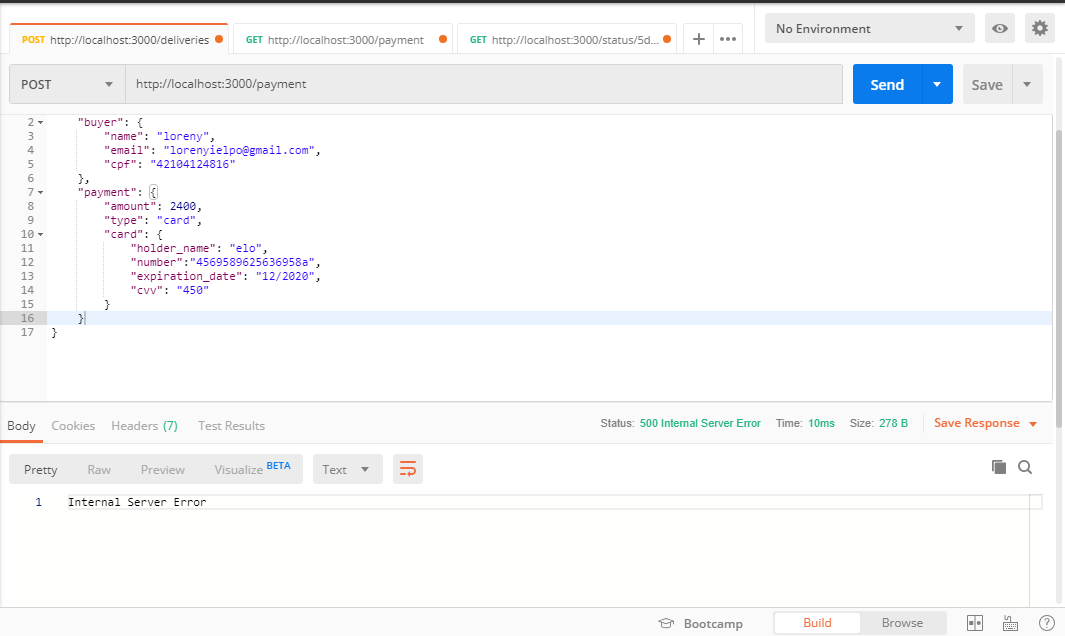 POST http://localhost:3000/deliveries GET http://localhost:3000/payment GET http://localhost:3000/status/5d... + ••• No Environment
POST http://localhost:3000/payment Send Save
2 "buyer": {
3 "name": "loreny",
4 "email": "lorenyielpo@gmail.com",
5 "cpf": "42104124816"
6 },
7 "payment": {
8 "amount": 2400,
9 "type": "card",
10 "card": {
11 "holder_name": "elo",
12 "number":"4569589625636958a",
13 "expiration_date": "12/2020",
14 "cvv": "450"
15 }
16 }
17 }
Body Cookies Headers (7) Test Results Status: 500 Internal Server Error Time: 10ms Size: 278 B Save Response
Pretty Raw Preview Visualize BETA Text
1 Internal Server Error
Bootcamp Build Browse ?